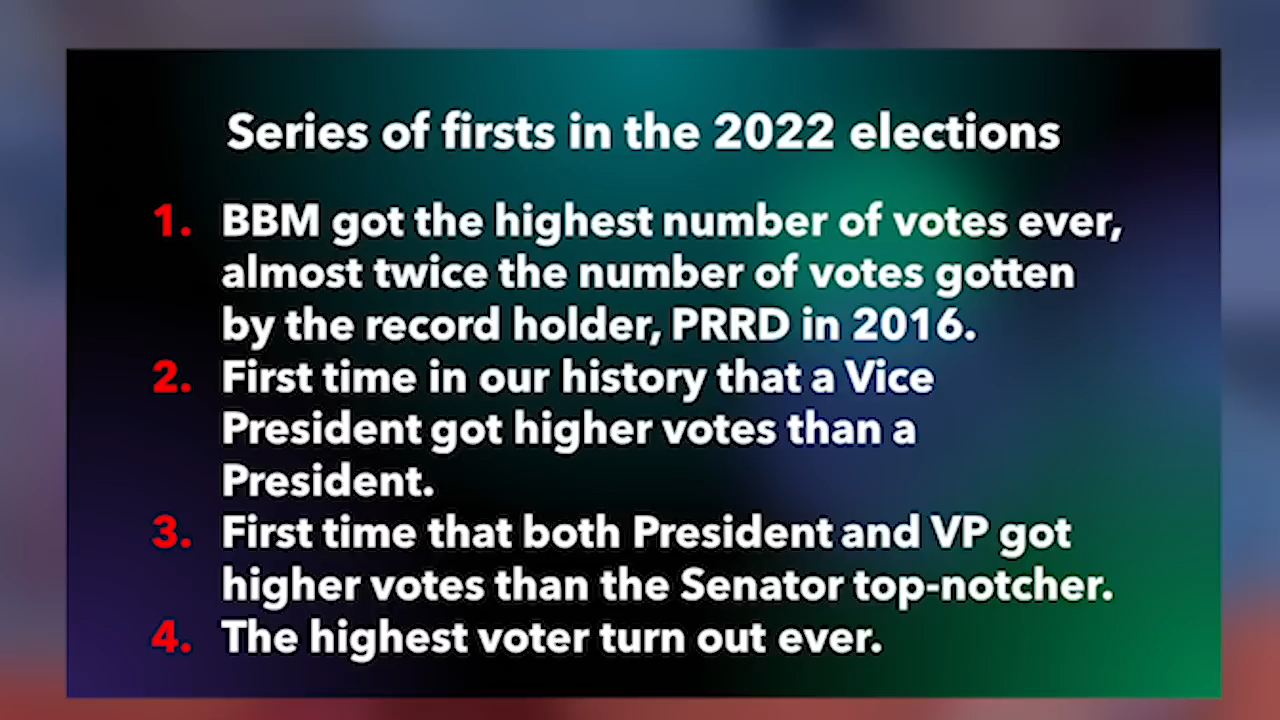 Series of firsts in the 2022 elections
1. BBM got the highest number of votes ever,
almost twice the number of votes gotten
by the record holder, PRRD in 2016.
2. First time in our history that a Vice
President got higher votes than a
President.
3. First time that both President and VP got
higher votes than the Senator top-notcher.
4. The highest voter turn out ever.